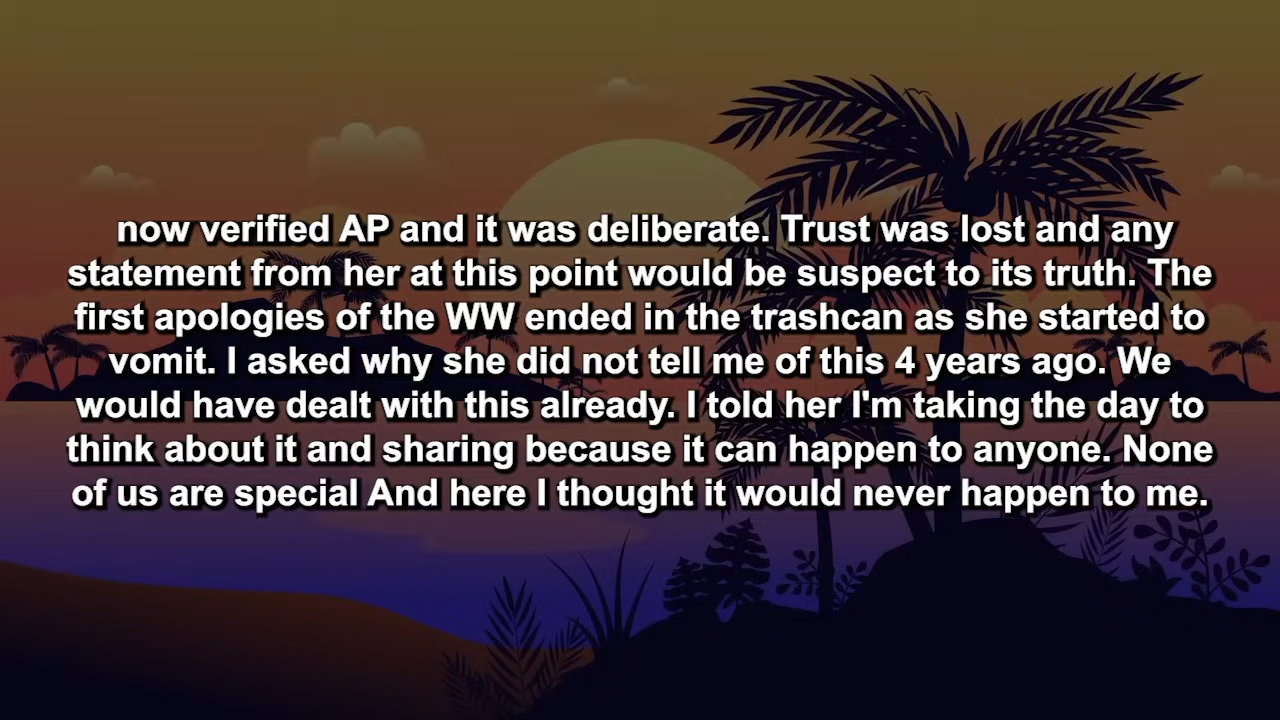 now verified AP and it was deliberate. Trust was lost and any
statement from her at this point would be suspect to its truth. The
first apologies of the WW ended in the trashcan as she started to
vomit. I asked why she did not tell me of this 4 years ago. We
would have dealt with this already. I told her I'm taking the day to
think about it and sharing because it can happen to anyone. None
of us are special And here I thought it would never happen to me.